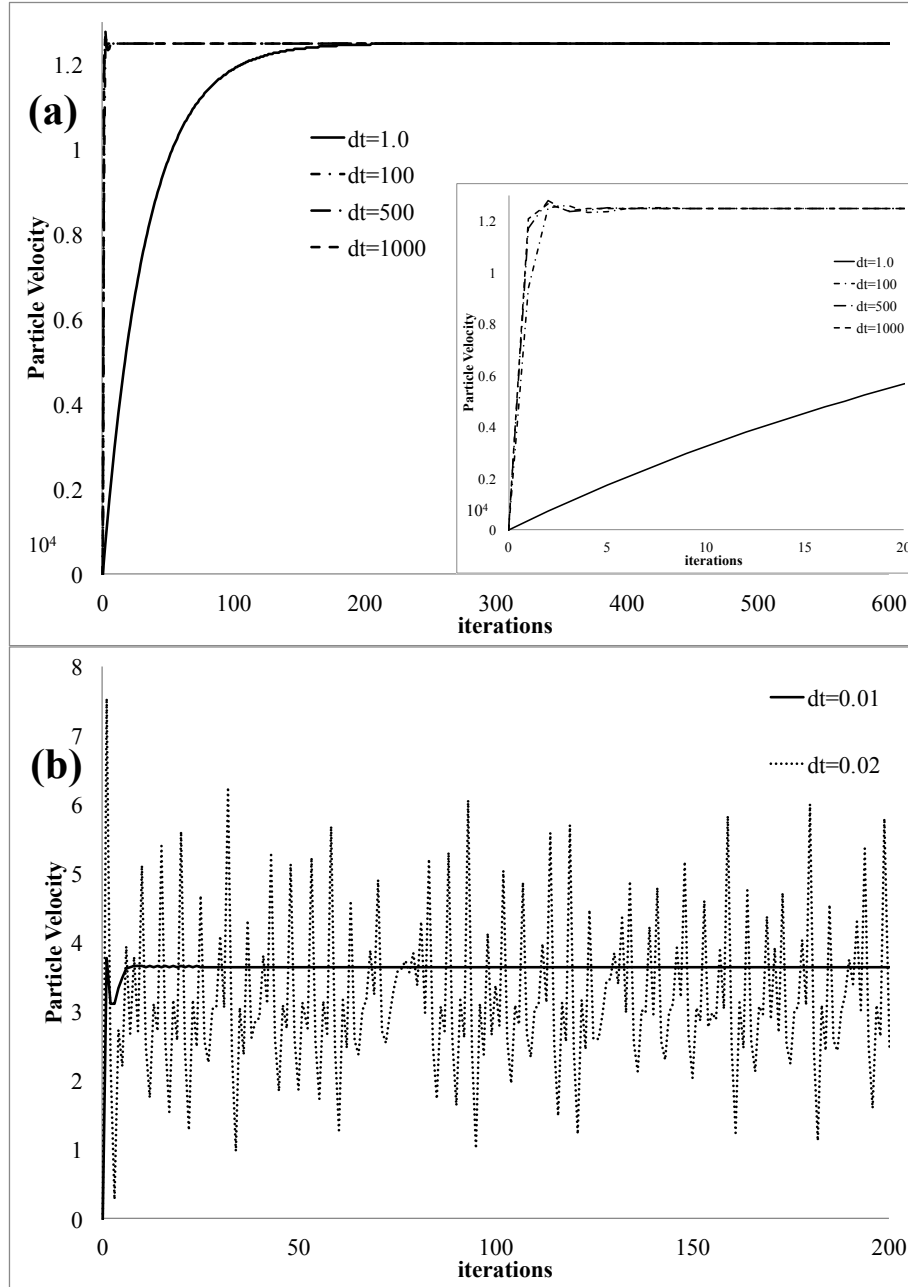 (a)
Particle Velocity
1.2
1
0.8
0.6
0.4
0.2
10⁴
0
0 100 200 300 400 500 600
iterations
dt=1.0
dt=100
dt=500
dt=1000
Particle Velocity
1.2
1
0.8
0.6
0.4
0.2
10⁴
0
0 5 10 15 20
iterations
dt=1.0
dt=100
dt=500
dt=1000
(b)
Particle Velocity
8
7
6
5
4
3
2
1
0
0 50 100 150 200
iterations
dt=0.01
dt=0.02